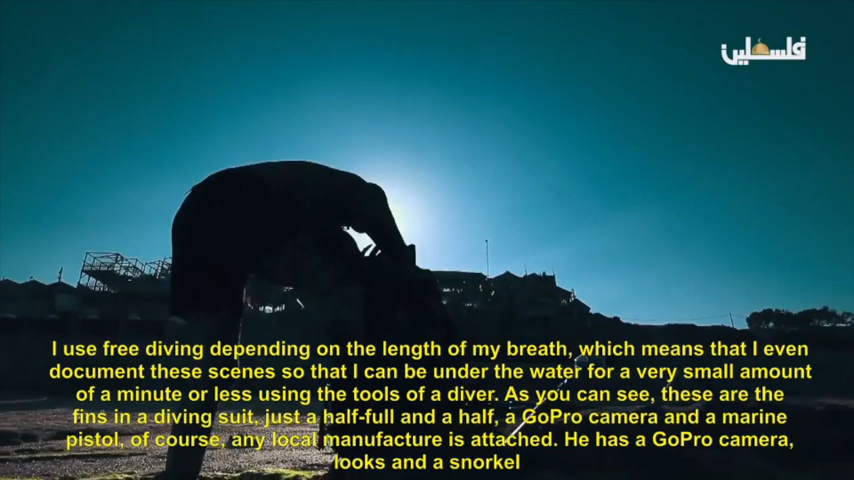 فلسطين
I use free diving depending on the length of my breath, which means that I even
document these scenes so that I can be under the water for a very small amount
of a minute or less using the tools of a diver. As you can see, these are the
fins in a diving suit, just a half-full and a half, a GoPro camera and a marine
pistol, of course, any local manufacture is attached. He has a GoPro camera,
looks and a snorkel